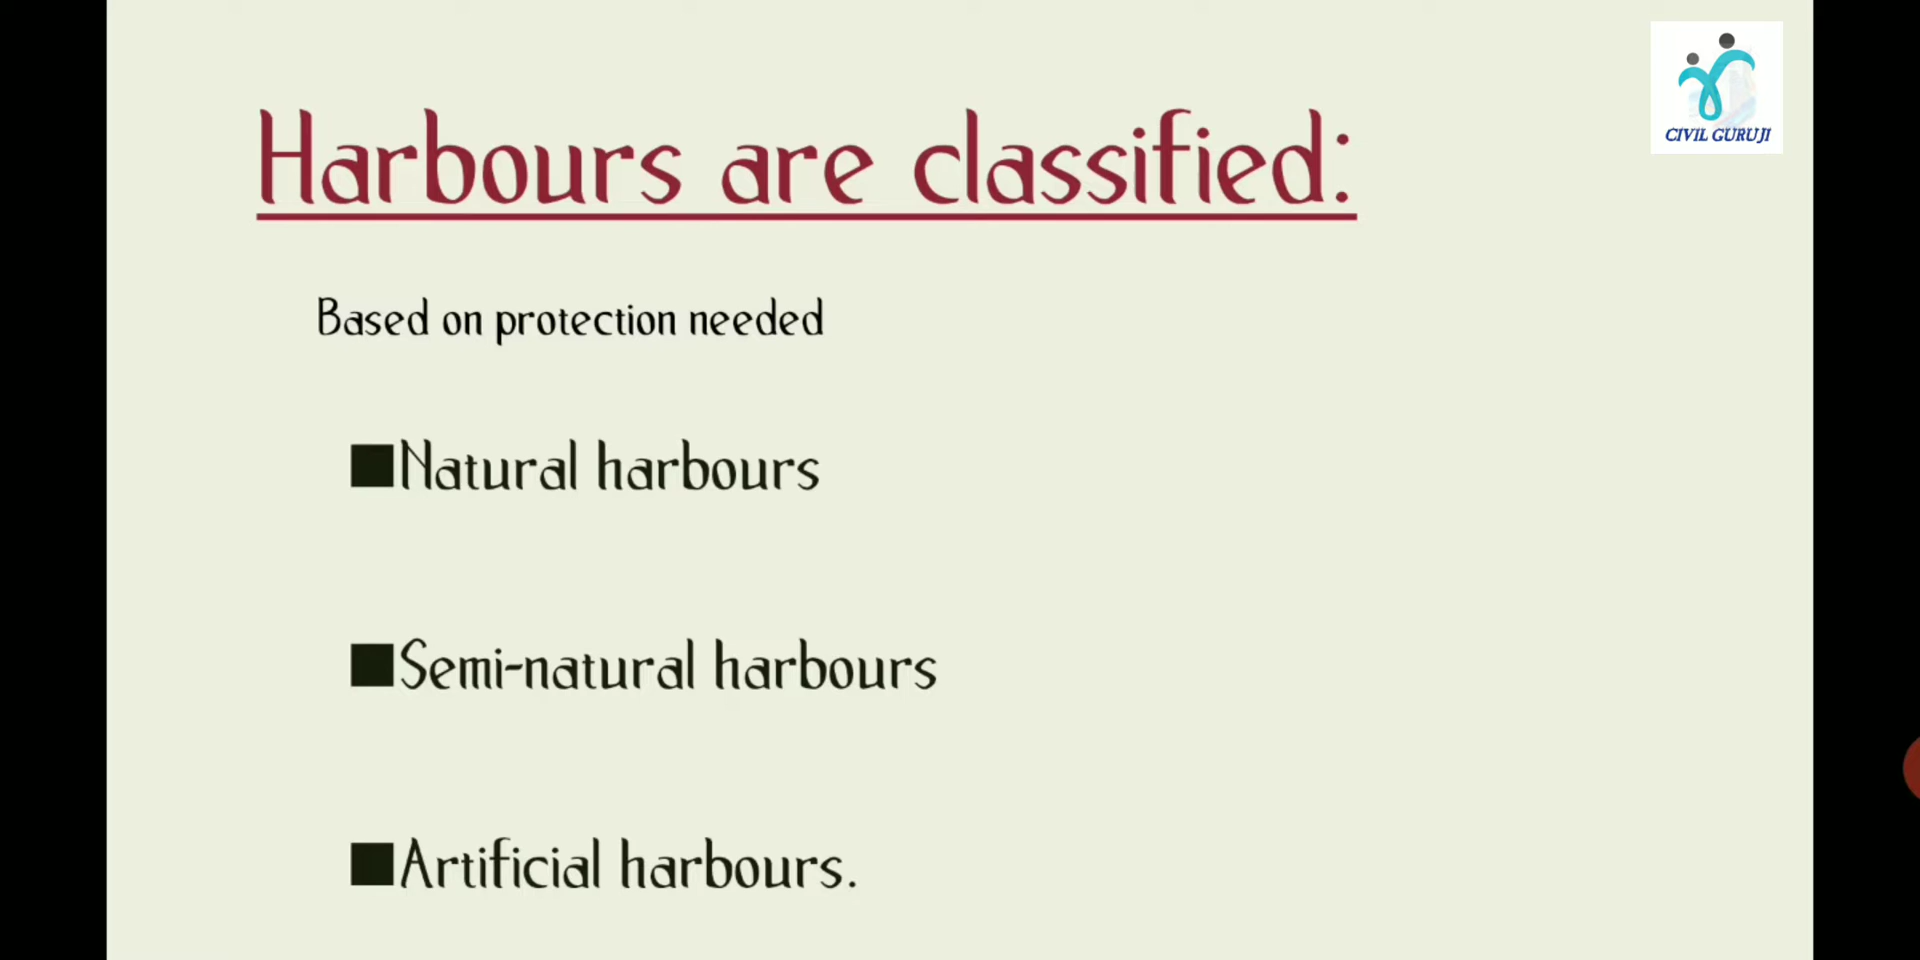 CIVIL GURUJI
Harbours are classified:
Based on protection needed
■Natural harbours
■Semi-natural harbours
■Artificial harbours.